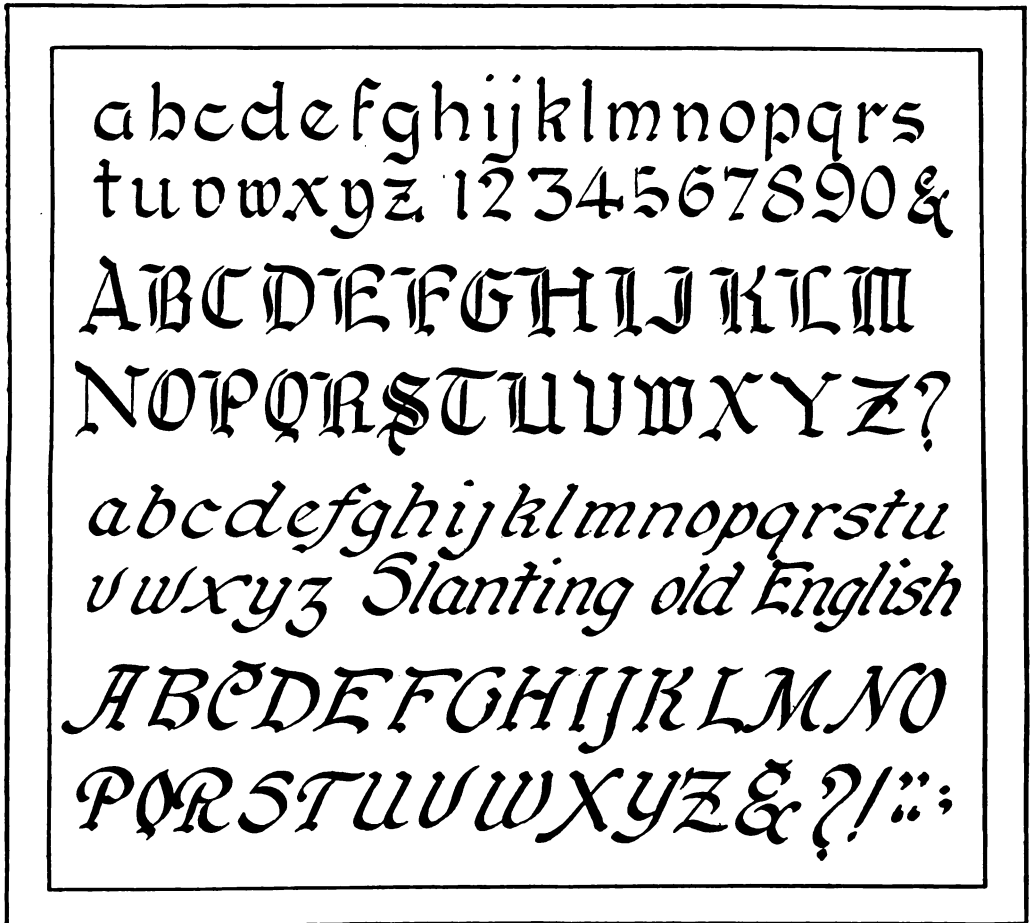 abcdefghijklmnopqrs
tuvwxyz 1234567890&
ABCDEFGHIJKLM
NOPQRSTUVWXYZ?
abcdefghijklmnopqrstu
vwxyz Slanting old English
ABCDEFGHIJKLMNO
PQRSTUVWXYZ&?!":;